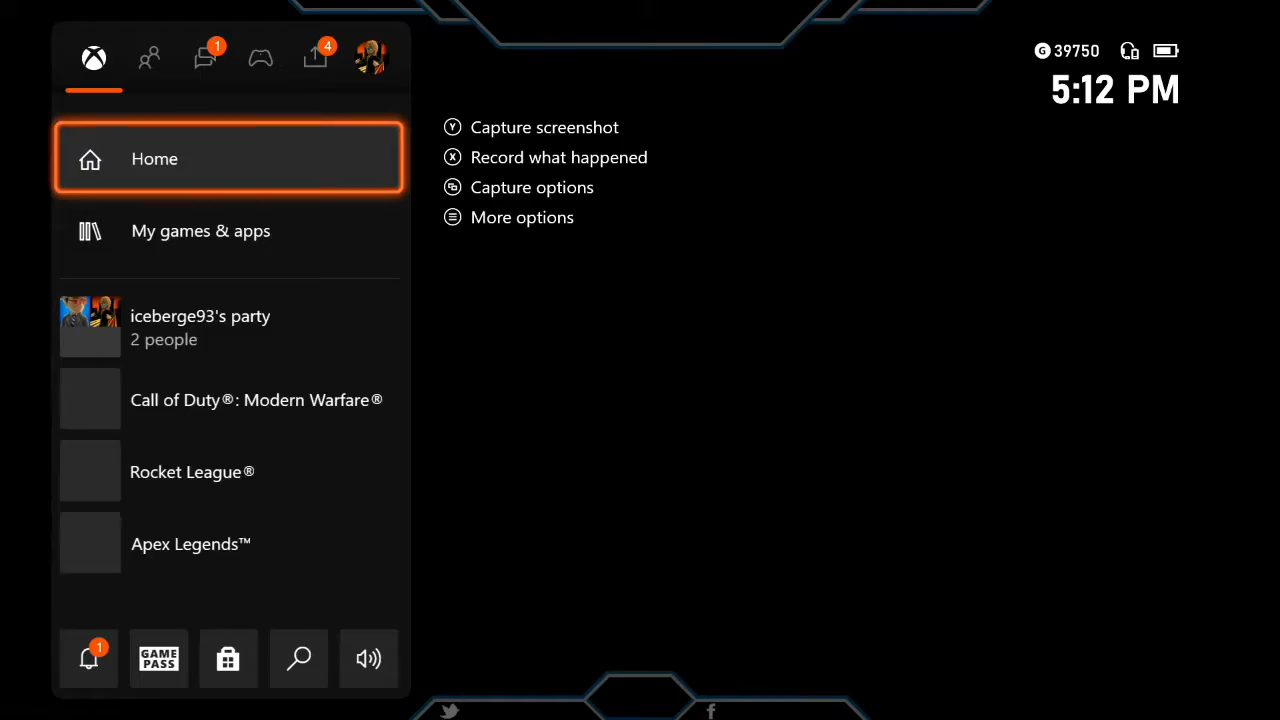 1
4
G 39750
5:12 PM
Home
My games & apps
iceberge93's party
2 people
Call of Duty®: Modern Warfare®
Rocket League®
Apex Legends™
Y Capture screenshot
X Record what happened
Capture options
More options
1
GAME
PASS